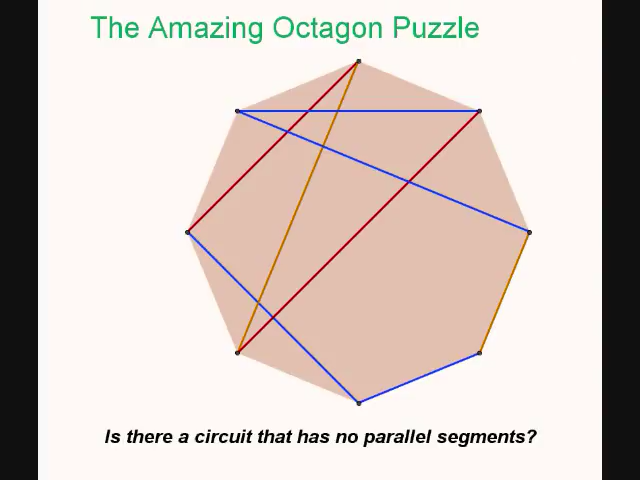 The Amazing Octagon Puzzle
Is there a circuit that has no parallel segments?